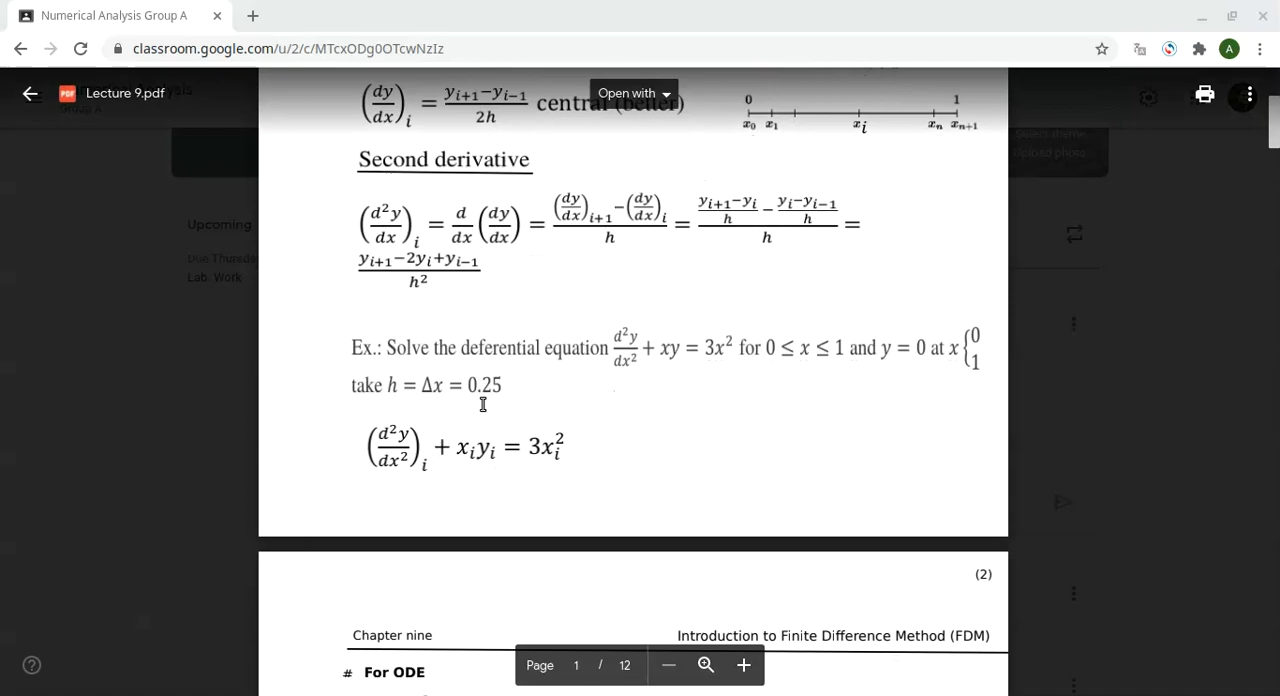 Numerical Analysis Group A
classroom.google.com/u/2/c/MTcxODg0OTcwNzIz
A
PDF Lecture 9.pdf
Open with
(dy/dx)_i = (y_{i+1}−y_{i−1})/2h central (better)
0 1
x_0 x_1 x_i x_n x_{n+1}
Second derivative
(d²y/dx)_i = d/dx (dy/dx) = ((dy/dx)_{i+1} − (dy/dx)_i)/h = ((y_{i+1}−y_i)/h − (y_i−y_{i−1})/h)/h =
(y_{i+1}−2y_i+y_{i−1})/h²
Upcoming
Lab Work
Ex.: Solve the deferential equation d²y/dx² + xy = 3x² for 0 ≤ x ≤ 1 and y = 0 at x {0 1
take h = Δx = 0.25
(d²y/dx²)_i + x_i y_i = 3x_i²
(2)
Chapter nine Introduction to Finite Difference Method (FDM)
# For ODE
Page 1 / 12